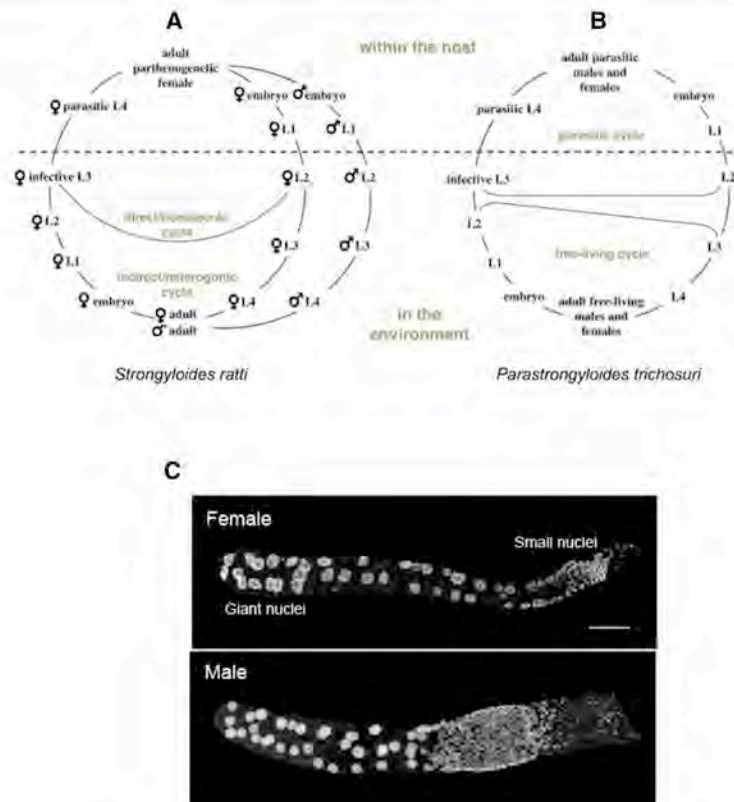 A
B
within the host
adult
parthenogenetic
female
♀ embryo ♂ embryo
♀ parasitic L4
♀ L1
♂ L1
♀ infective L3
♀ L2
♂ L2
direct/homogonic
cycle
♀ L2
♀ L3
♂ L3
♀ L1
indirect/heterogonic
cycle
♀ embryo
♀ L4
♂ L4
♀ adult
♂ adult
in the
environment
Strongyloides ratti
adult parasitic
males and
females
embryo
parasitic L4
L1
parasitic cycle
infective L3
L2
L2
L3
free-living cycle
L1
L4
embryo
adult free-living
males and
females
Parastrongyloides trichosuri
C
Female
Small nuclei
Giant nuclei
Male